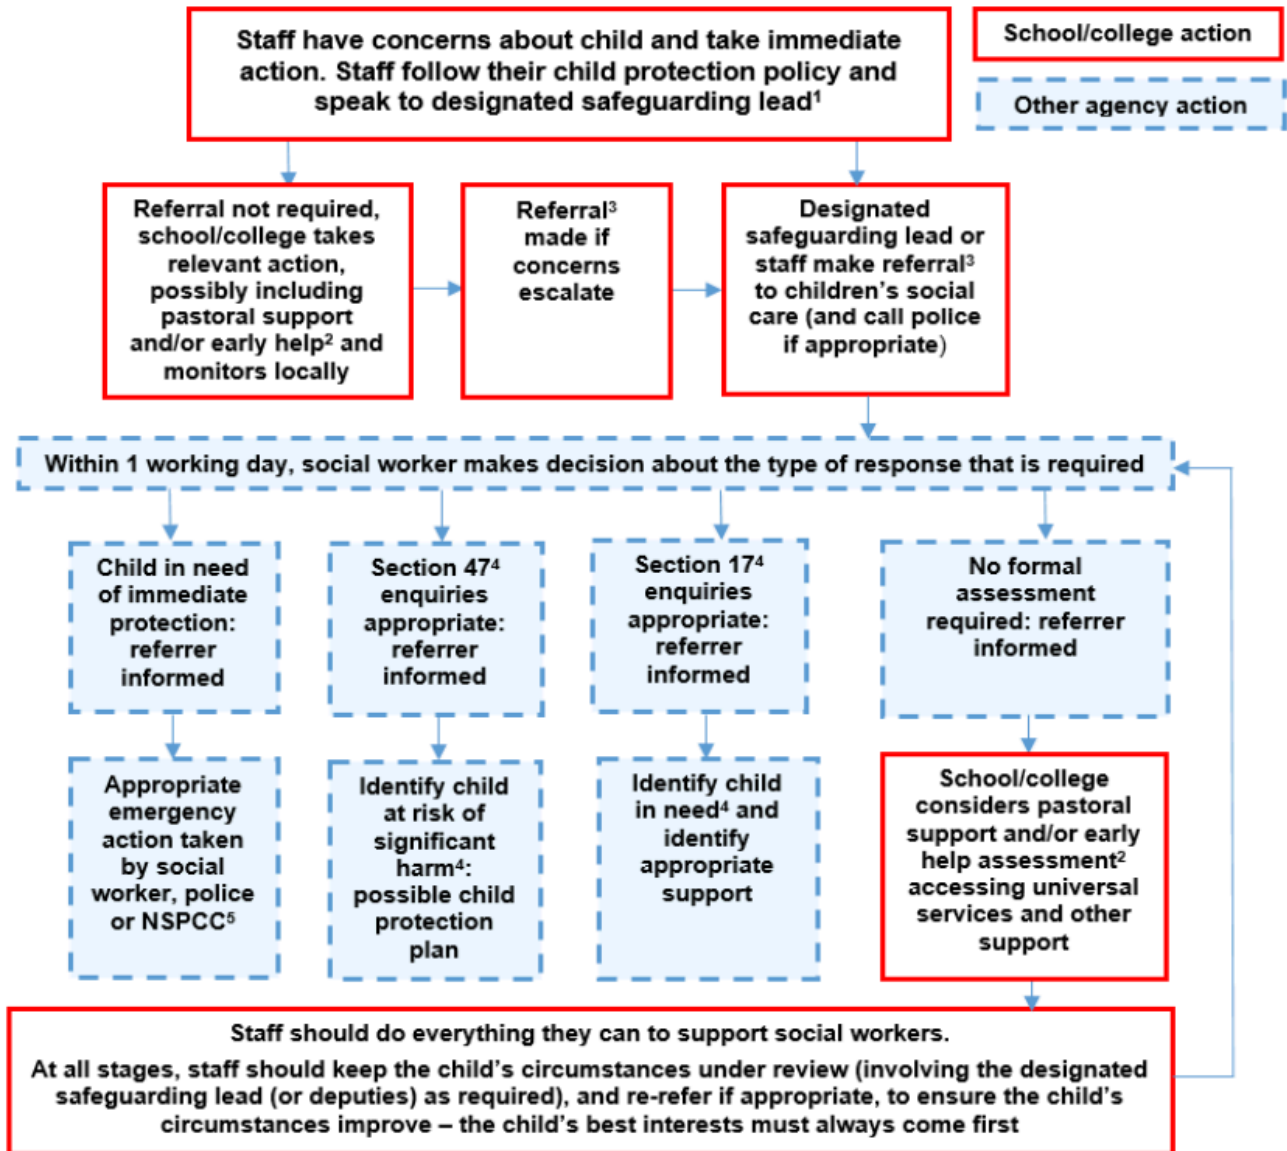 Staff have concerns about child and take immediate
action. Staff follow their child protection policy and
speak to designated safeguarding lead¹
School/college action
Other agency action
Referral not required,
school/college takes
relevant action,
possibly including
pastoral support
and/or early help² and
monitors locally
Referral³
made if
concerns
escalate
Designated
safeguarding lead or
staff make referral³
to children’s social
care (and call police
if appropriate)
Within 1 working day, social worker makes decision about the type of response that is required
Child in need
of immediate
protection:
referrer
informed
Section 47⁴
enquiries
appropriate:
referrer
informed
Section 17⁴
enquiries
appropriate:
referrer
informed
No formal
assessment
required: referrer
informed
Appropriate
emergency
action taken
by social
worker, police
or NSPCC⁵
Identify child
at risk of
significant
harm⁴:
possible child
protection
plan
Identify child
in need⁴ and
identify
appropriate
support
School/college
considers pastoral
support and/or early
help assessment²
accessing universal
services and other
support
Staff should do everything they can to support social workers.
At all stages, staff should keep the child’s circumstances under review (involving the designated
safeguarding lead (or deputies) as required), and re-refer if appropriate, to ensure the child’s
circumstances improve – the child’s best interests must always come first